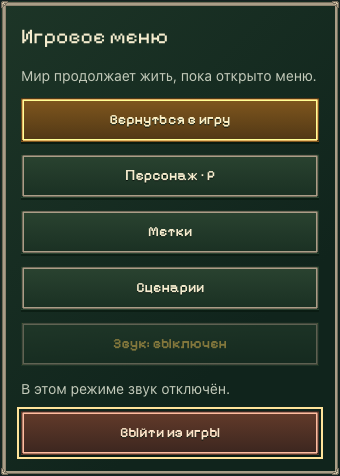 Игровое меню
Мир продолжает жить, пока открыто меню.
Вернуться в игру
Персонаж · P
Метки
Сценарии
Звук: выключен
В этом режиме звук отключён.
Выйти из игры